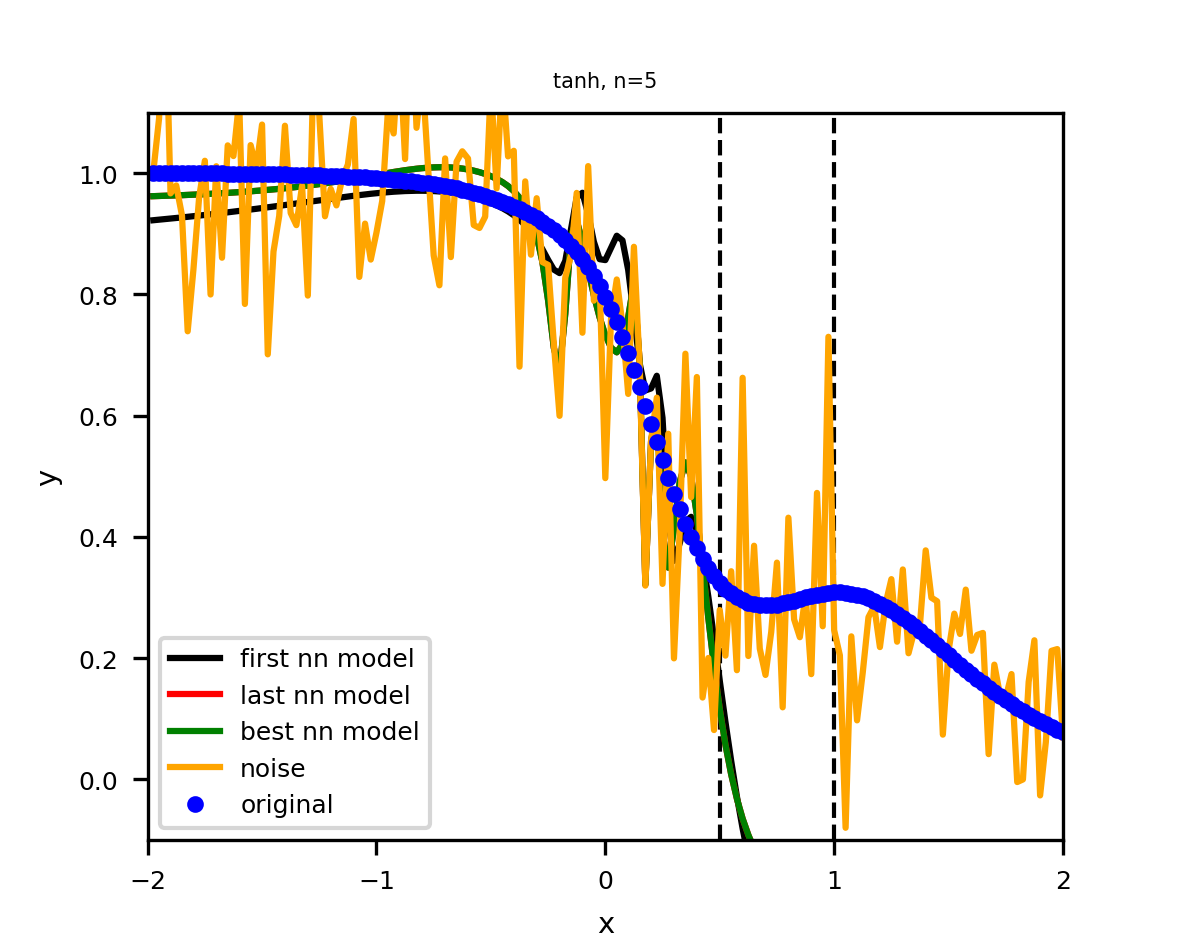 tanh, n=5
y
1.0
0.8
0.6
0.4
0.2
0.0
first nn model
last nn model
best nn model
noise
original
−2
−1
0
1
2
x